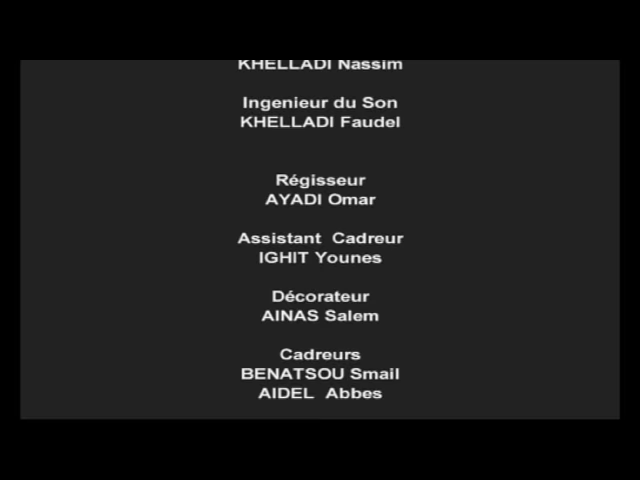 KHELLADI Nassim
Ingenieur du Son
KHELLADI Faudel
Régisseur
AYADI Omar
Assistant Cadreur
IGHIT Younes
Décorateur
AINAS Salem
Cadreurs
BENATSOU Smail
AIDEL Abbes